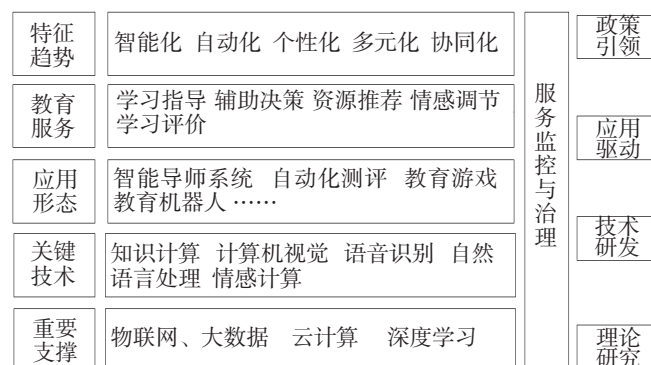 特征
趋势
智能化 自动化 个性化 多元化 协同化
教育
服务
学习指导 辅助决策 资源推荐 情感调节
学习评价
应用
形态
智能导师系统 自动化测评 教育游戏
教育机器人……
关键
技术
知识计算 计算机视觉 语音识别 自然
语言处理 情感计算
重要
支撑
物联网、大数据 云计算 深度学习
服务监控与治理
政策
引领
应用
驱动
技术
研发
理论
研究